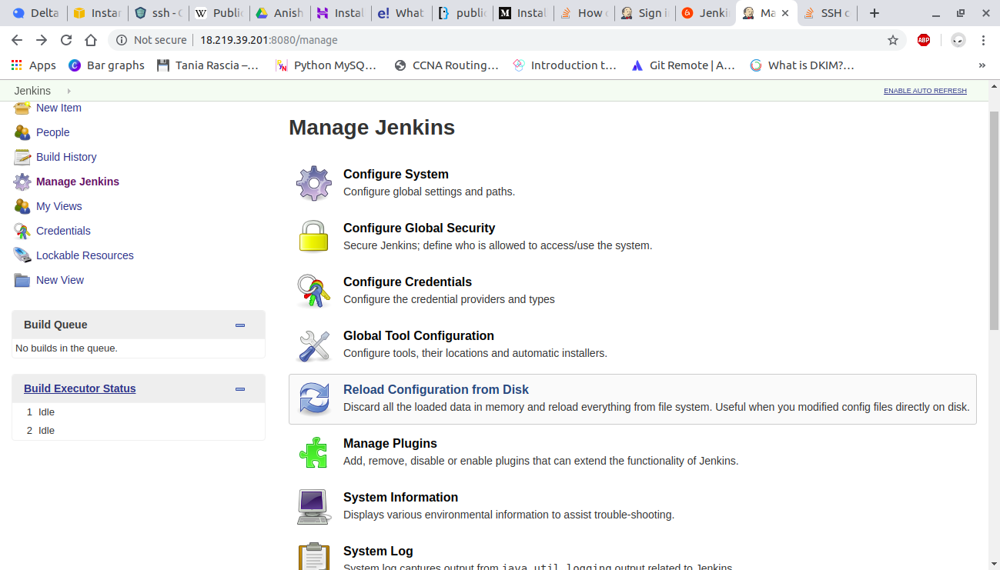 Delta
Instan
ssh - C
Public
Anish
Instal
e! What
public
M Instal
How c
Sign i
Jenki
Ma
SSH c
Not secure 18.219.39.201:8080/manage
ABP
Apps
Bar graphs
Tania Rascia –…
Python MySQ…
CCNA Routing…
Introduction t…
Git Remote | A…
What is DKIM?…
»
Jenkins
ENABLE AUTO REFRESH
New Item
People
Build History
Manage Jenkins
My Views
Credentials
Lockable Resources
New View
Build Queue
No builds in the queue.
Build Executor Status
1 Idle
2 Idle
Manage Jenkins
Configure System
Configure global settings and paths.
Configure Global Security
Secure Jenkins; define who is allowed to access/use the system.
Configure Credentials
Configure the credential providers and types
Global Tool Configuration
Configure tools, their locations and automatic installers.
Reload Configuration from Disk
Discard all the loaded data in memory and reload everything from file system. Useful when you modified config files directly on disk.
Manage Plugins
Add, remove, disable or enable plugins that can extend the functionality of Jenkins.
System Information
Displays various environmental information to assist trouble-shooting.
System Log
System log captures output from java.util.logging output related to Jenkins.